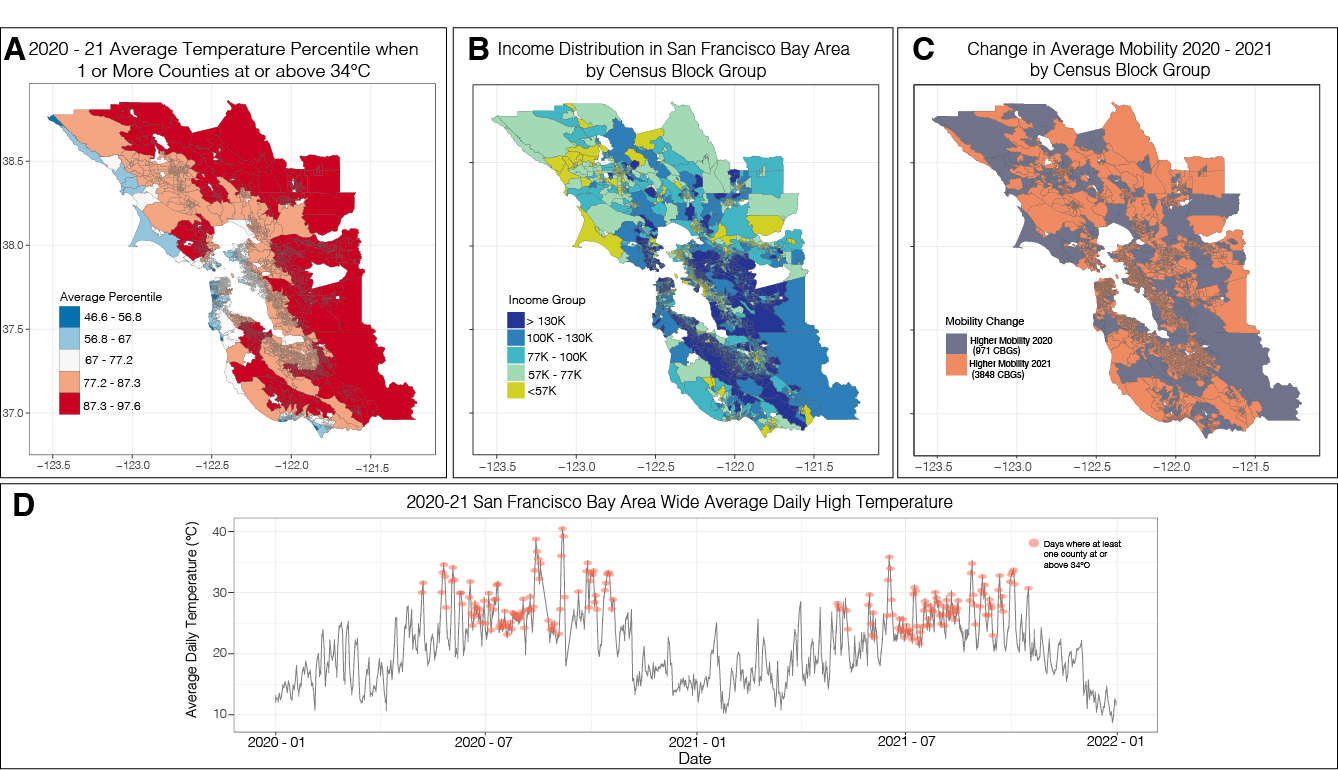 A
2020 - 21 Average Temperature Percentile when
1 or More Counties at or above 34ºC
38.5
38.0
37.5
37.0
Average Percentile
46.6 - 56.8
56.8 - 67
67 - 77.2
77.2 - 87.3
87.3 - 97.6
−123.5
−123.0
−122.5
−122.0
−121.5
B
Income Distribution in San Francisco Bay Area
by Census Block Group
Income Group
> 130K
100K - 130K
77K - 100K
57K - 77K
<57K
−123.5
−123.0
−122.5
−122.0
−121.5
C
Change in Average Mobility 2020 - 2021
by Census Block Group
Mobility Change
Higher Mobility 2020
(971 CBGs)
Higher Mobility 2021
(3848 CBGs)
−123.5
−123.0
−122.5
−122.0
−121.5
D
2020-21 San Francisco Bay Area Wide Average Daily High Temperature
Average Daily Temperature (ºC)
40
30
20
10
Days where at least
one county at or
above 34ºC
2020 - 01
2020 - 07
2021 - 01
2021 - 07
2022 - 01
Date